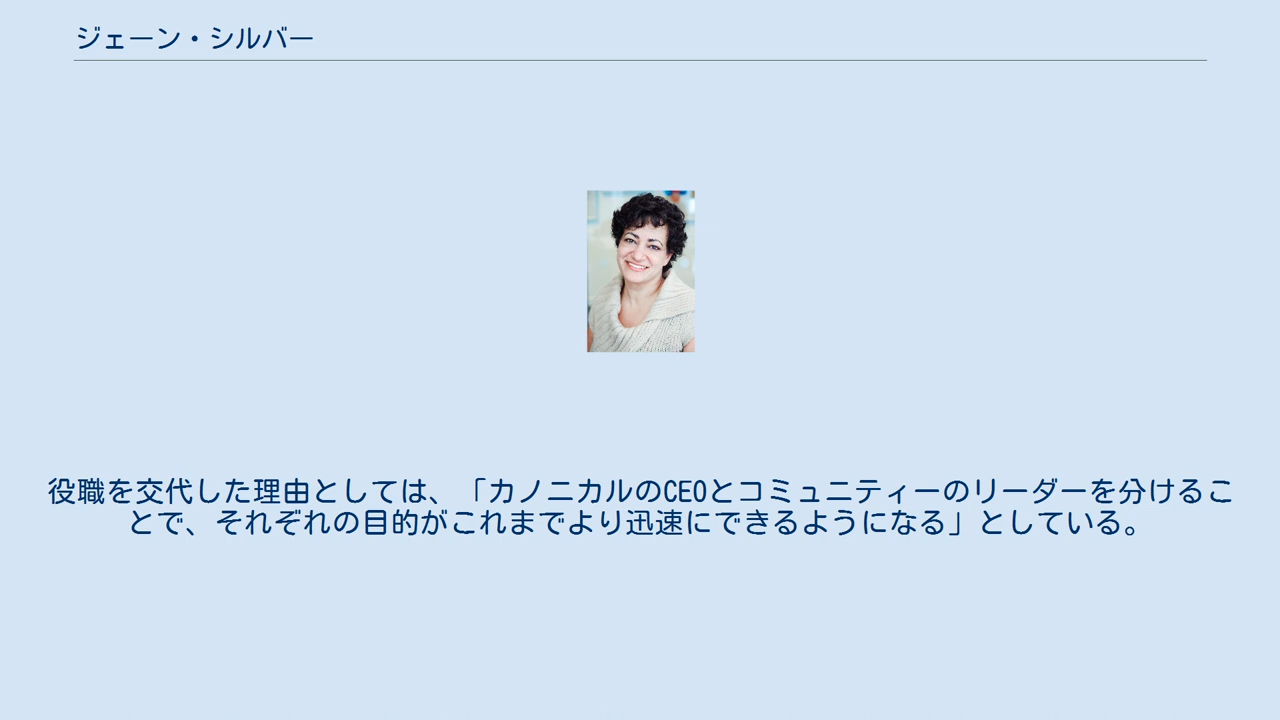 ジェーン・シルバー
役職を交代した理由としては、「カノニカルのCEOとコミュニティーのリーダーを分けるこ
とで、それぞれの目的がこれまでより迅速にできるようになる」としている。